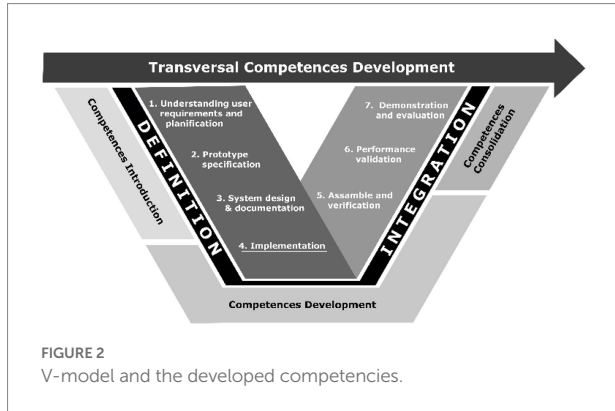 Transversal Competences Development
Competences Introduction
DEFINITION
1. Understanding user
requirements and
planification
2. Prototype
specification
3. System design
& documentation
4. Implementation
7. Demonstration
and evaluation
6. Performance
validation
5. Assamble and
verification
INTEGRATION
Competences
Consolidation
Competences Development
FIGURE 2
V-model and the developed competencies.